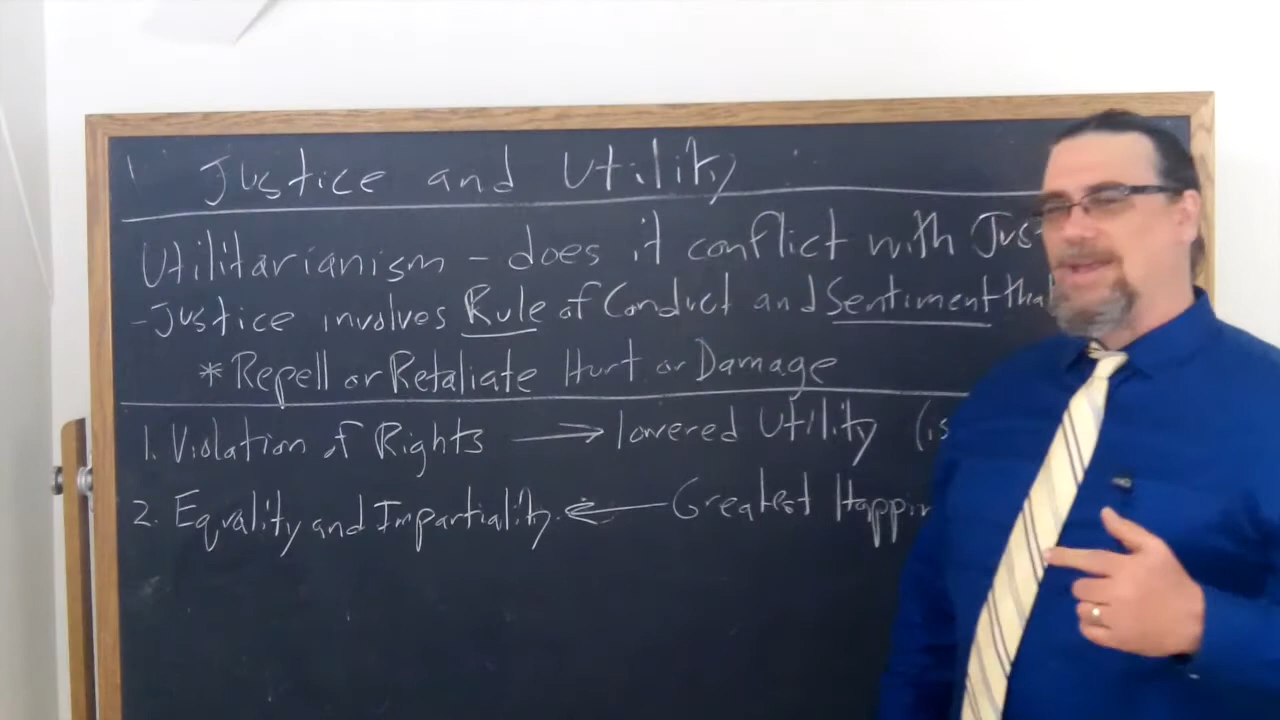 Justice and Utility
Utilitarianism - does it conflict with Jus
- Justice involves Rule of Conduct and Sentiment tha
* Repell or Retaliate Hurt or Damage
1. Violation of Rights → lowered Utility (is
2. Equality and Impartiality. ← Greatest Happin